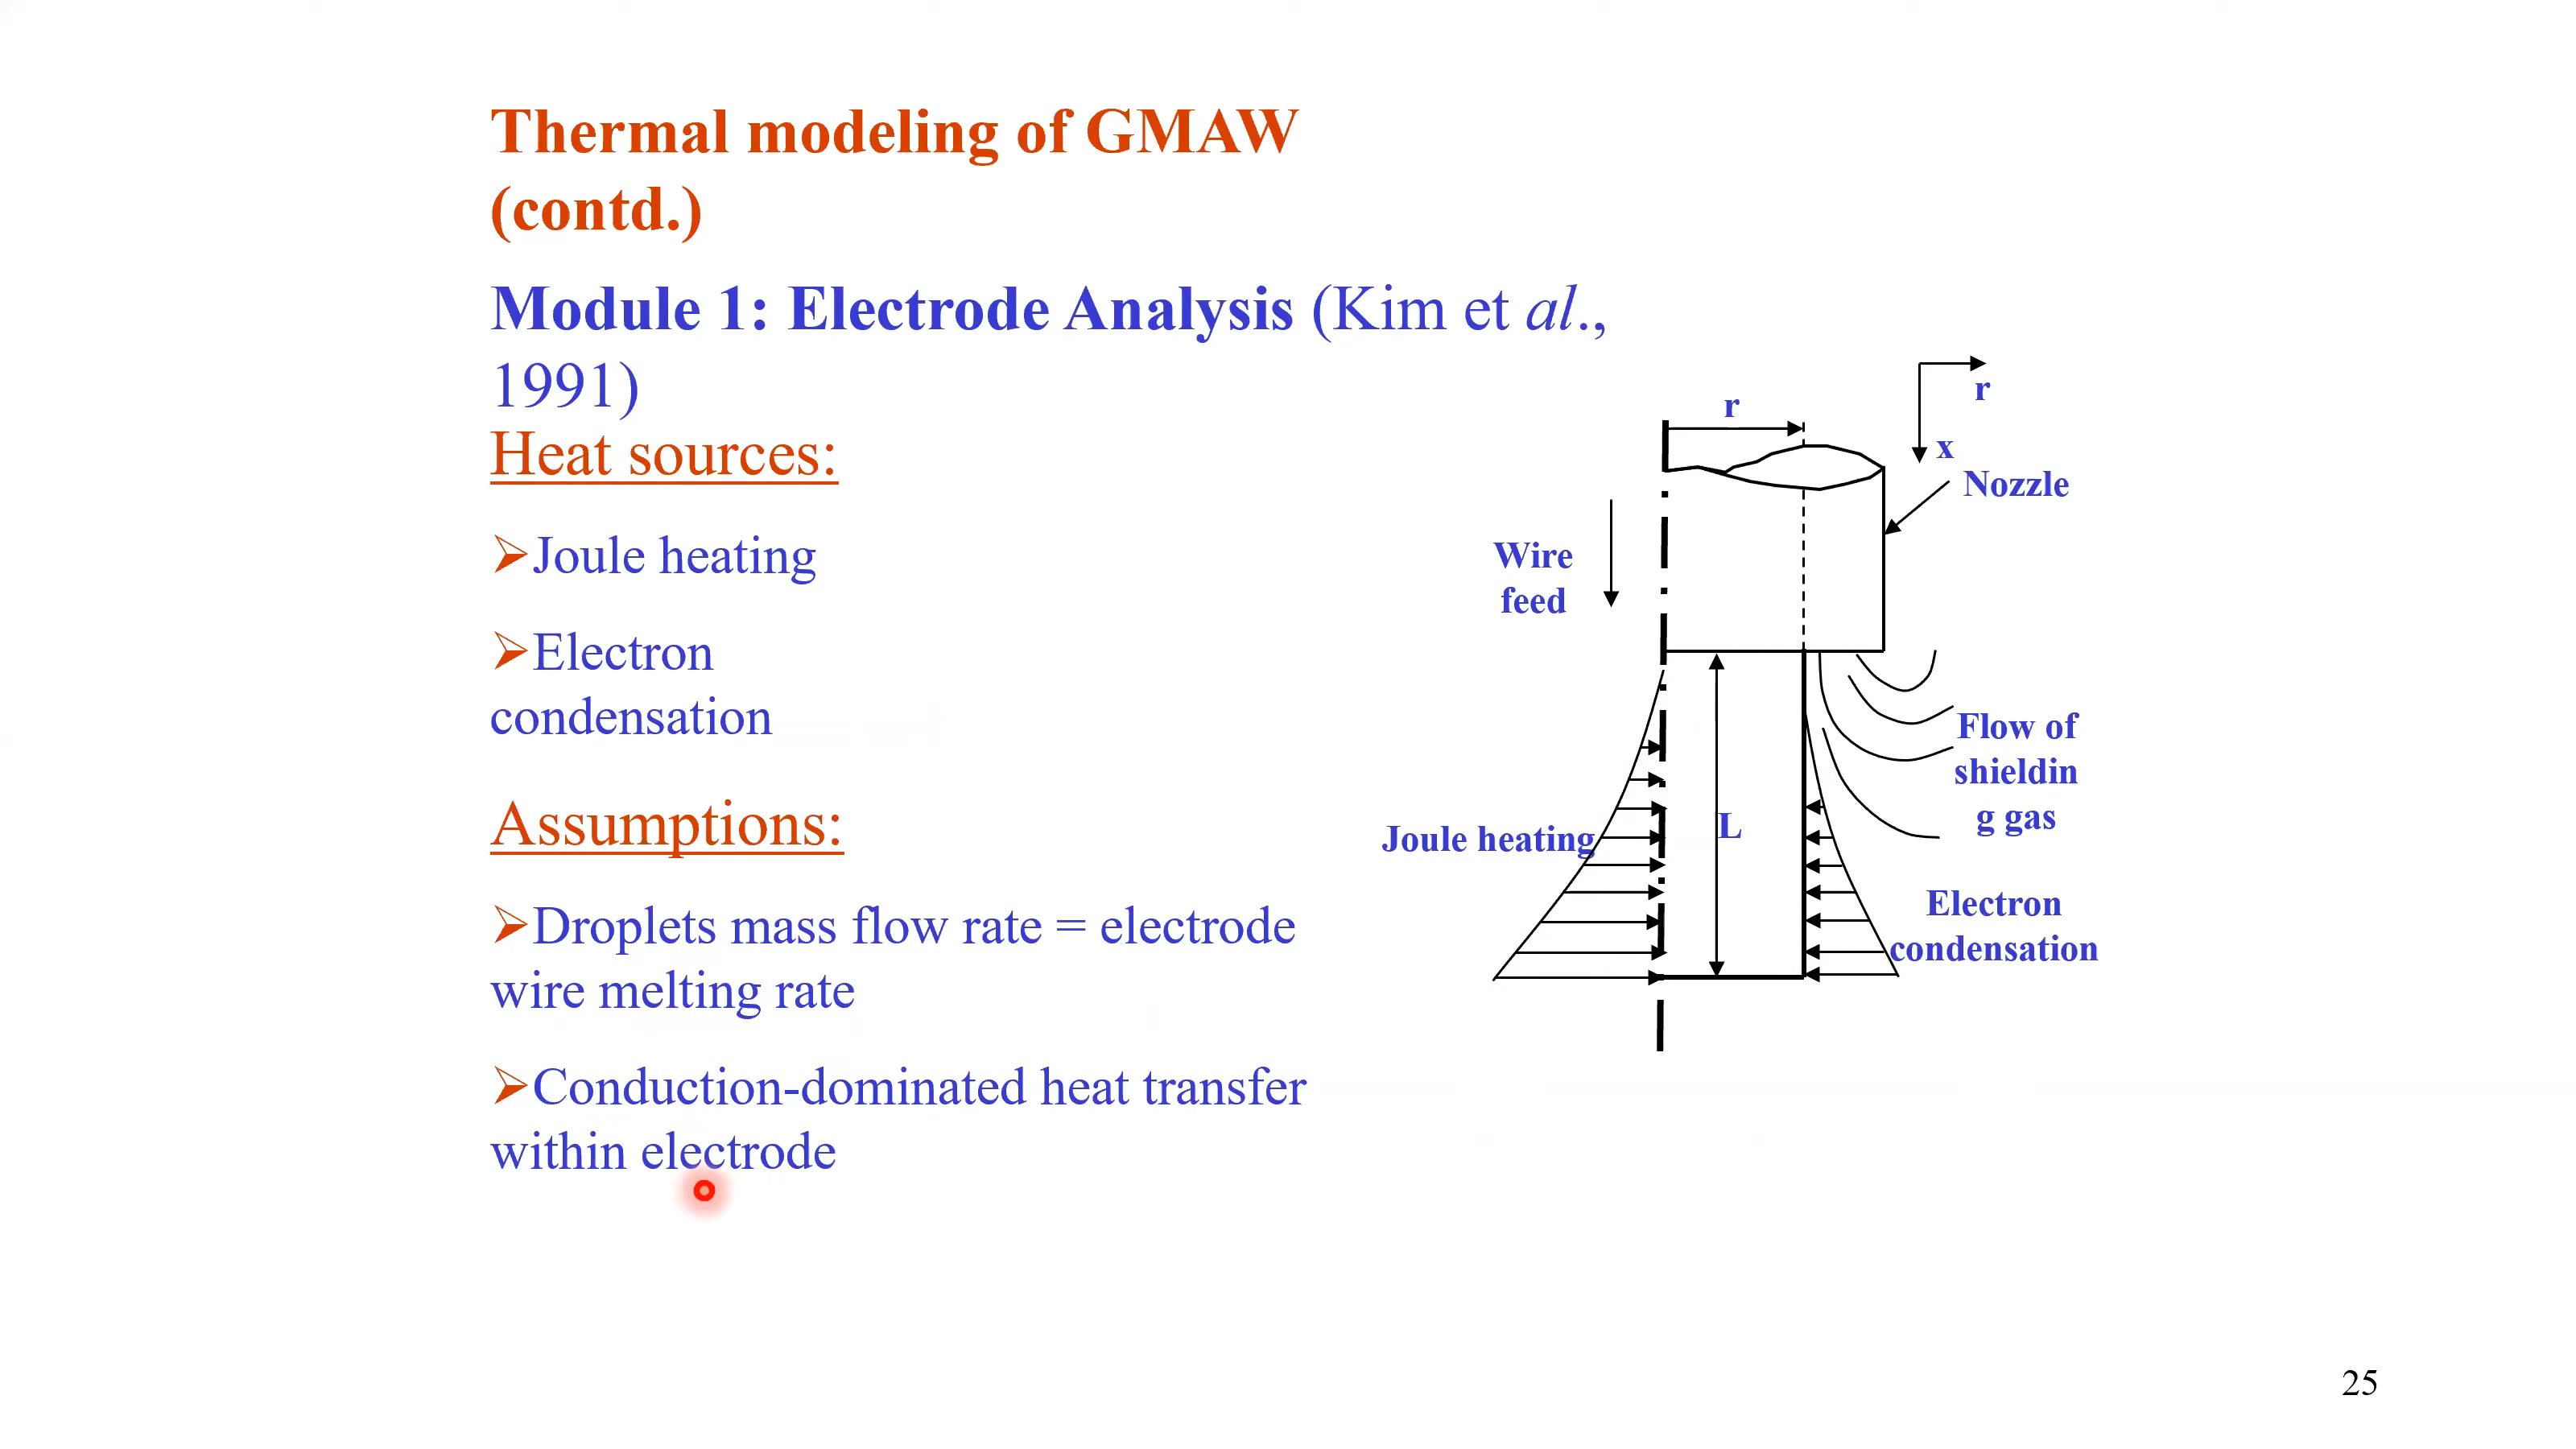 Thermal modeling of GMAW
(contd.)
Module 1: Electrode Analysis (Kim et al.,
1991)
Heat sources:
➢Joule heating
➢Electron
condensation
Assumptions:
➢Droplets mass flow rate = electrode
wire melting rate
➢Conduction-dominated heat transfer
within electrode
r
r
x
Nozzle
Wire
feed
Flow of
shieldin
g gas
Joule heating
L
Electron
condensation
25